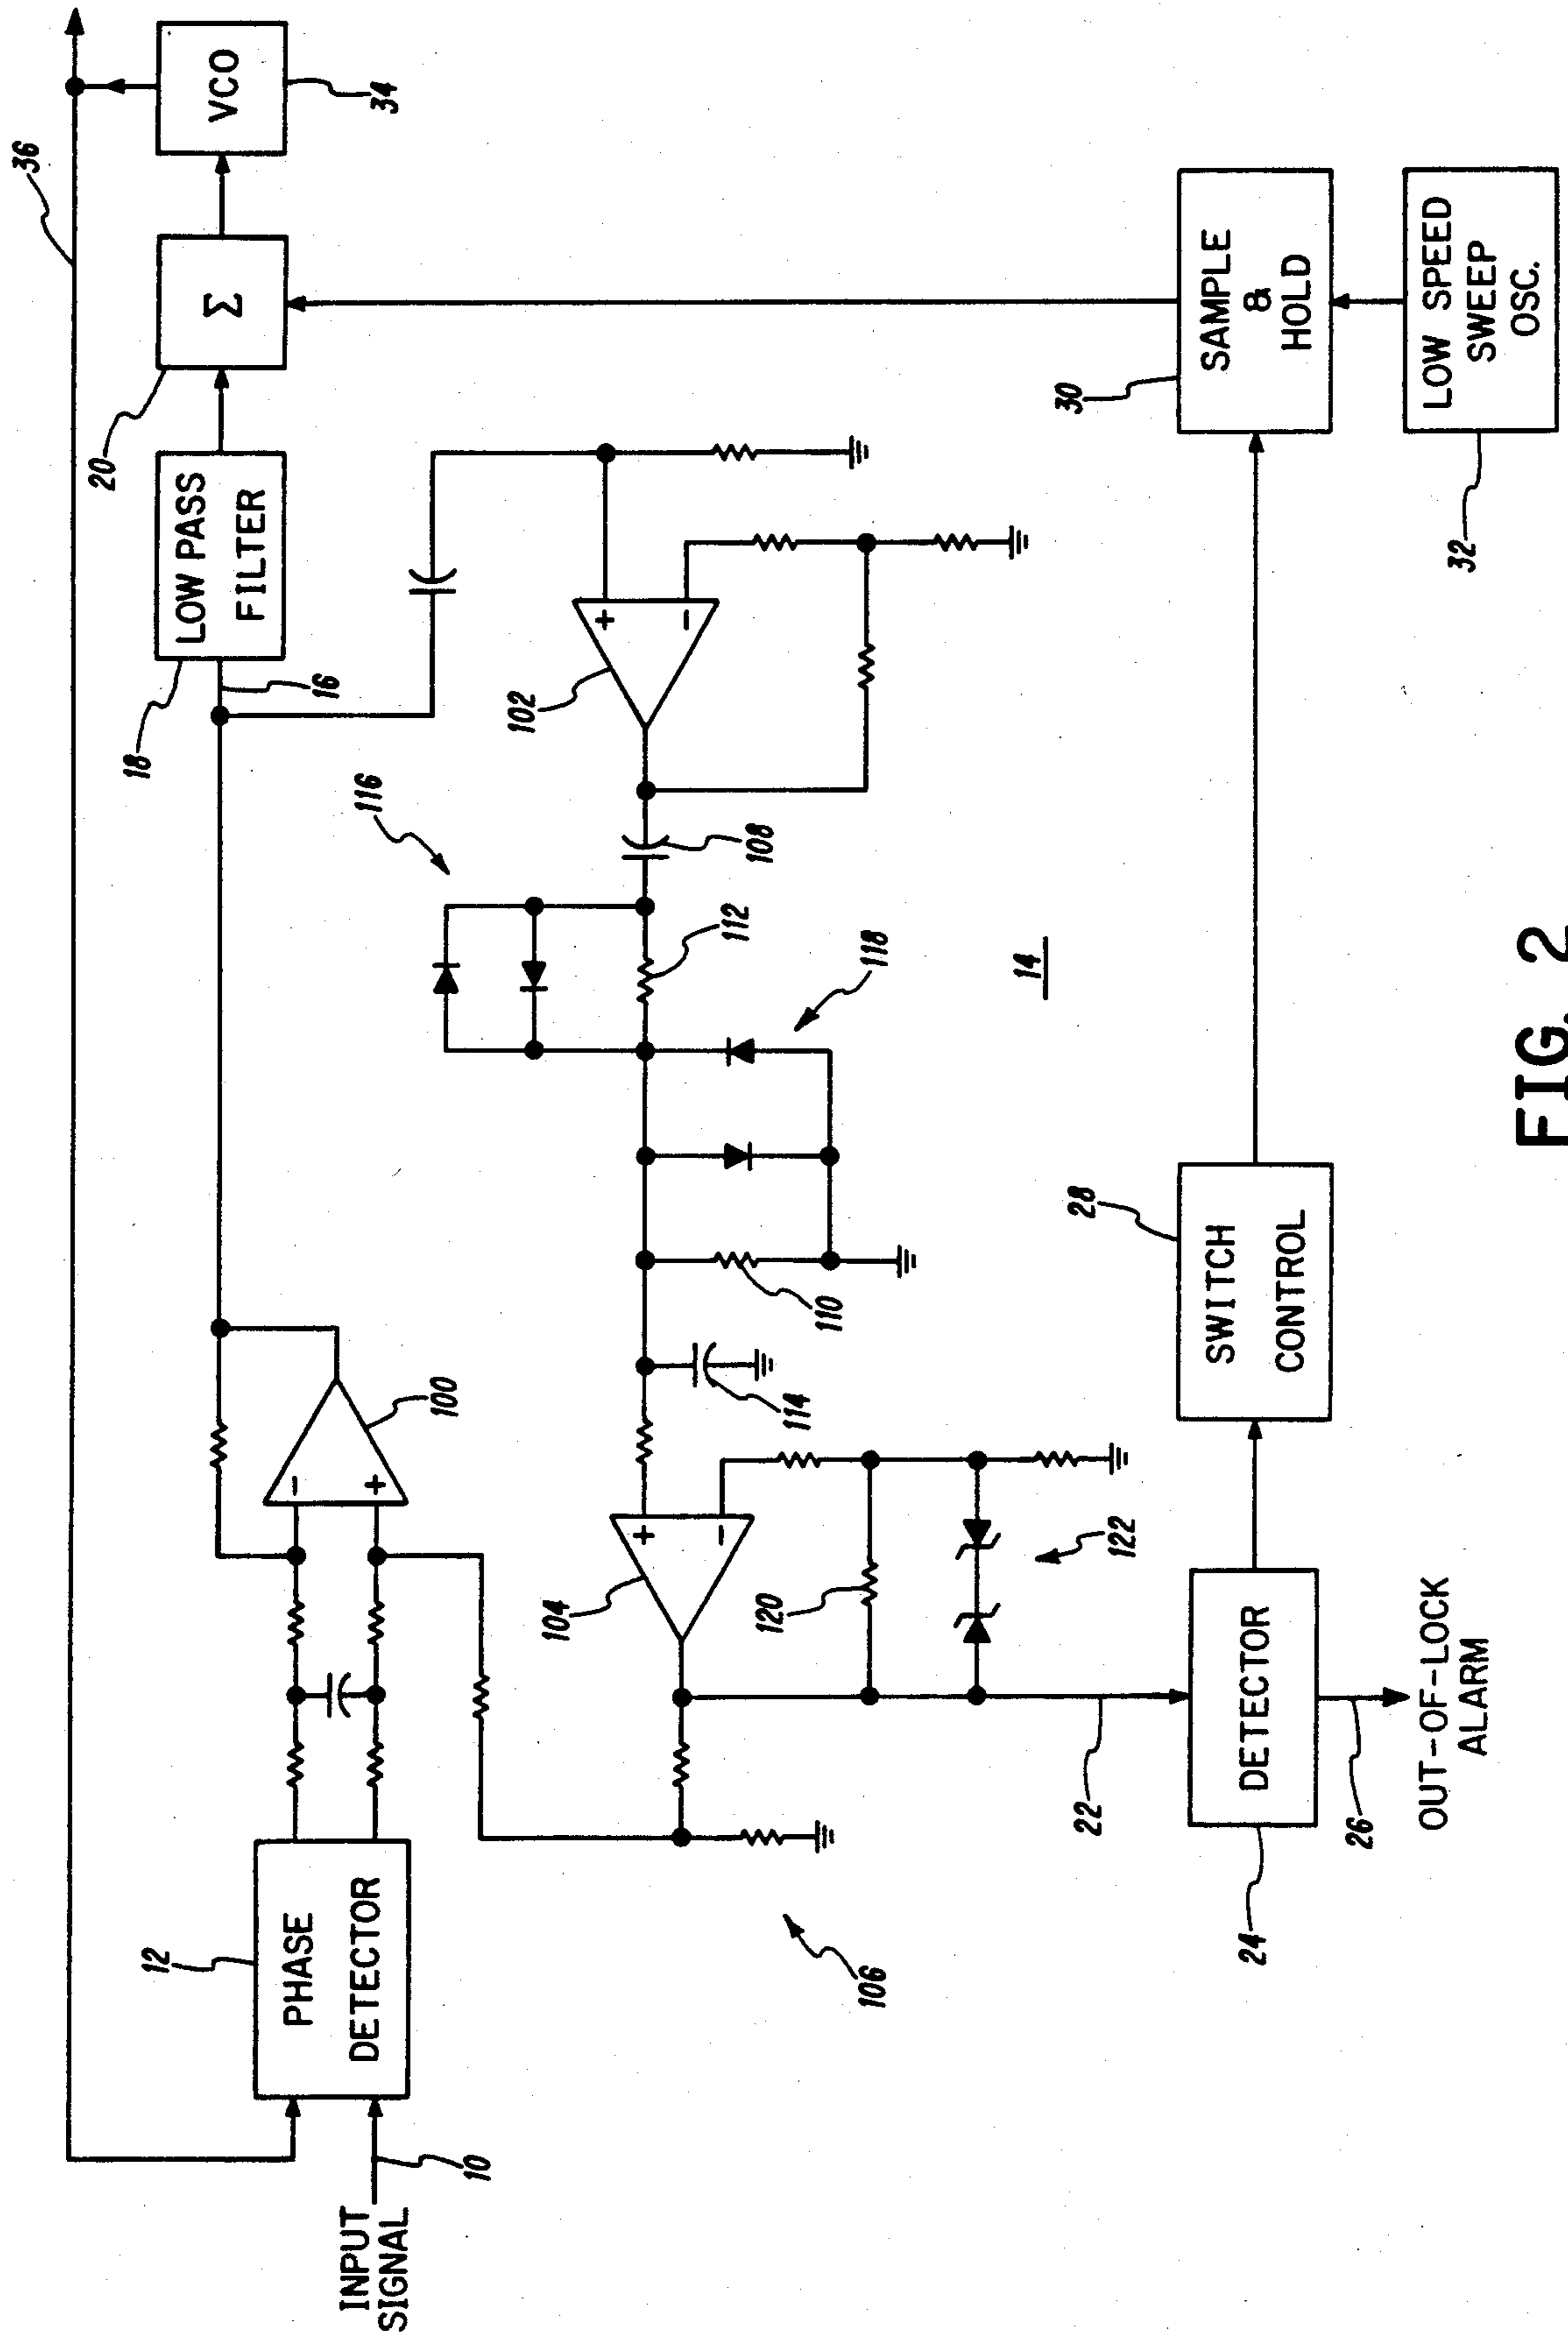 36
VCO
34
Σ
20
LOW PASS
FILTER
18
16
SAMPLE
&
HOLD
30
LOW SPEED
SWEEP
OSC.
32
+
−
102
108
116
112
118
14
110
114
−
+
100
+
−
104
120
122
106
PHASE
DETECTOR
12
INPUT
SIGNAL
10
SWITCH
CONTROL
28
DETECTOR
24
22
26
OUT-OF-LOCK
ALARM
FIG. 2